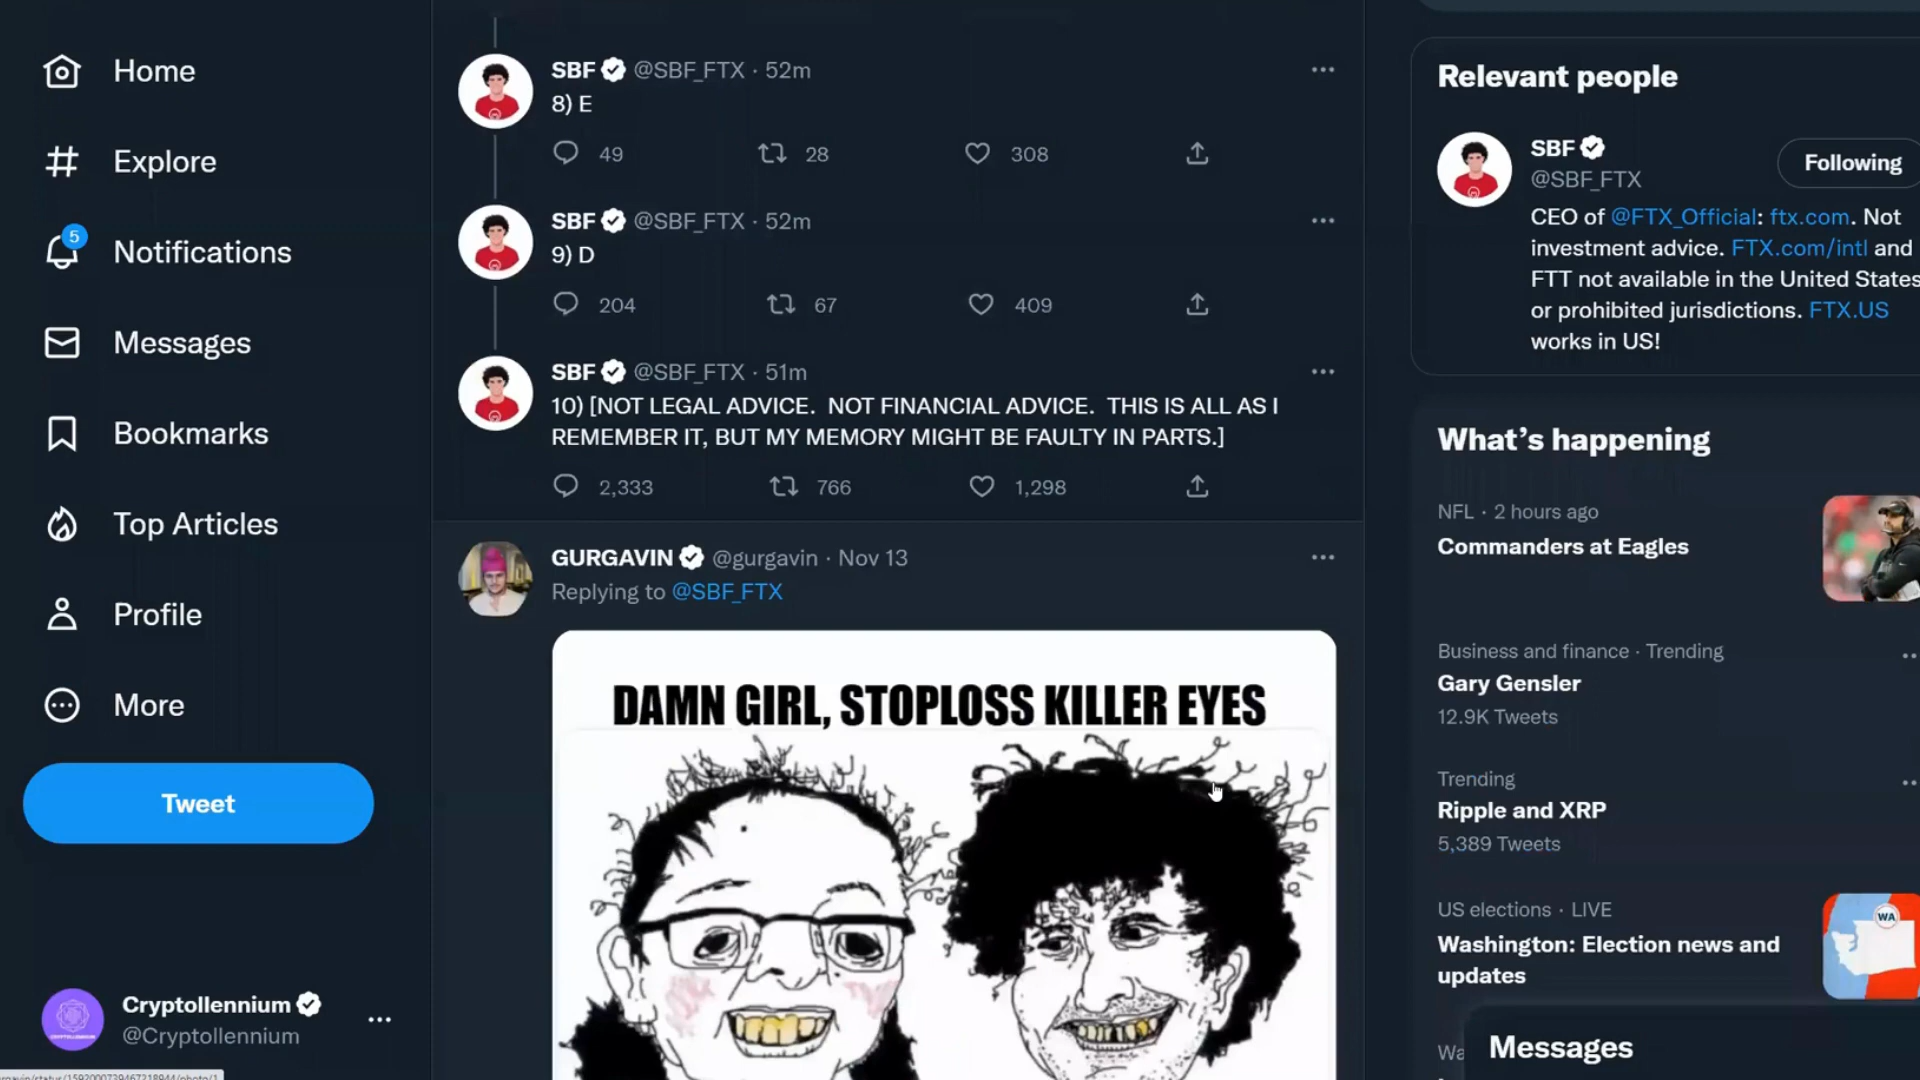 Home
Explore
5
Notifications
Messages
Bookmarks
Top Articles
Profile
More
Tweet
Cryptollennium
@Cryptollennium
SBF @SBF_FTX · 52m
8) E
49 28 308
SBF @SBF_FTX · 52m
9) D
204 67 409
SBF @SBF_FTX · 51m
10) [NOT LEGAL ADVICE. NOT FINANCIAL ADVICE. THIS IS ALL AS I
REMEMBER IT, BUT MY MEMORY MIGHT BE FAULTY IN PARTS.]
2,333 766 1,298
GURGAVIN @gurgavin · Nov 13
Replying to @SBF_FTX
DAMN GIRL, STOPLOSS KILLER EYES
Relevant people
SBF
@SBF_FTX
Following
CEO of @FTX_Official: ftx.com. Not
investment advice. FTX.com/intl and
FTT not available in the United States
or prohibited jurisdictions. FTX.US
works in US!
What's happening
NFL · 2 hours ago
Commanders at Eagles
Business and finance · Trending
Gary Gensler
12.9K Tweets
Trending
Ripple and XRP
5,389 Tweets
US elections · LIVE
Washington: Election news and
updates
WA
Messages